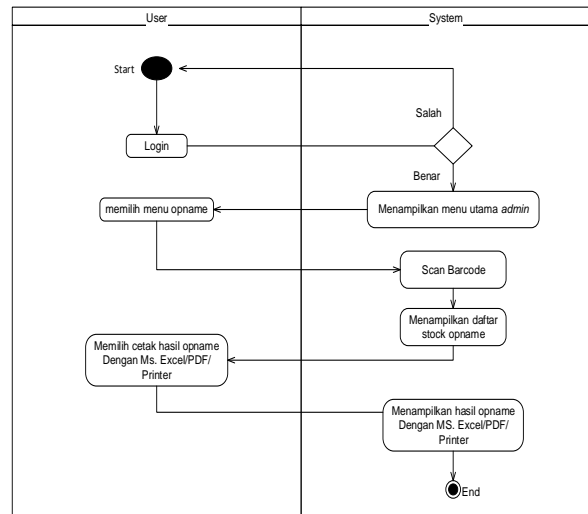 User
System
Start
Salah
Login
Benar
memilih menu opname
Menampilkan menu utama admin
Scan Barcode
Menampilkan daftar
stock opname
Memilih cetak hasil opname
Dengan Ms. Excel/PDF/
Printer
Menampilkan hasil opname
Dengan MS. Excel/PDF/
Printer
End